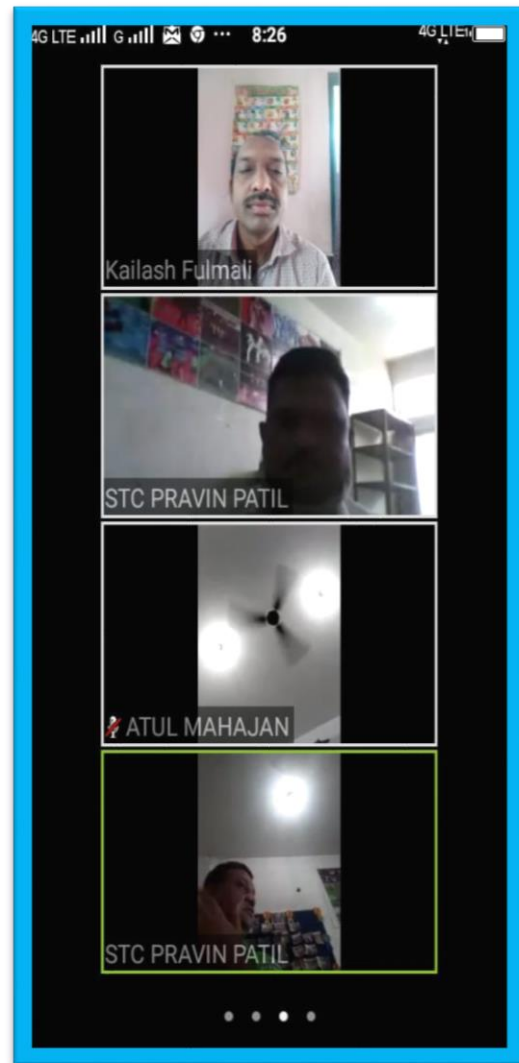 4G LTE G ... 8:26 4G LTE
Kailash Fulmali
STC PRAVIN PATIL
ATUL MAHAJAN
STC PRAVIN PATIL